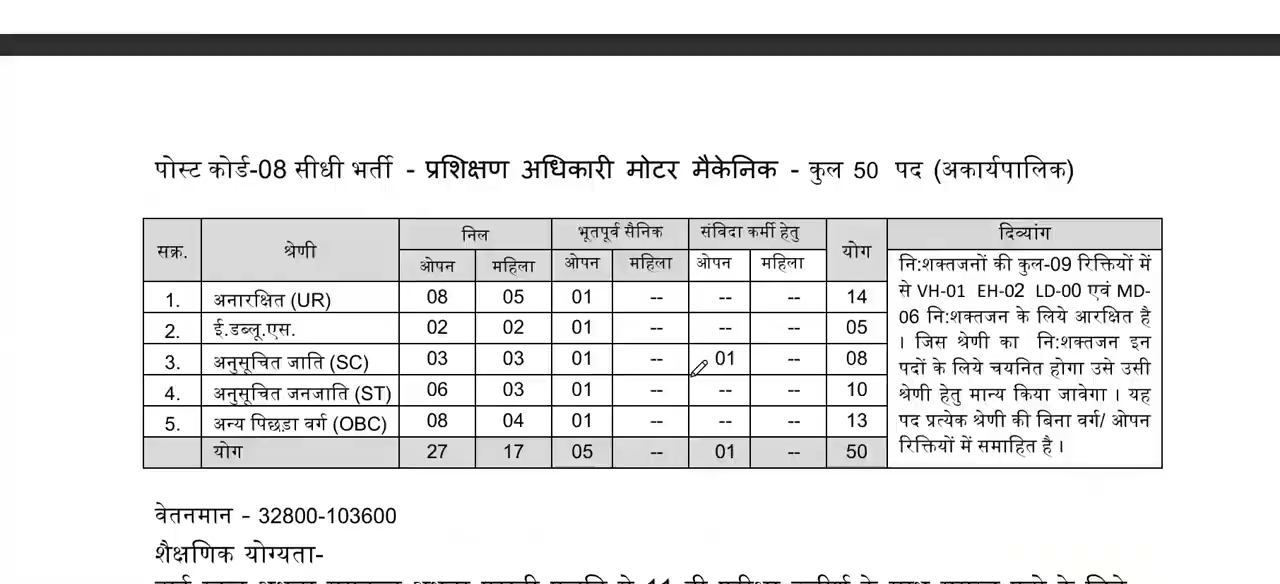 पोस्ट कोर्ड-08 सीधी भर्ती - प्रशिक्षण अधिकारी मोटर मैकेनिक - कुल 50 पद (अकार्यपालिक)
सक्र. श्रेणी निल भूतपूर्व सैनिक संविदा कर्मी हेतु योग दिव्यांग
ओपन महिला ओपन महिला ओपन महिला
1. अनारक्षित (UR) 08 05 01 -- -- -- 14
2. ई.डब्लू.एस. 02 02 01 -- -- -- 05
3. अनुसूचित जाति (SC) 03 03 01 -- 01 -- 08
4. अनुसूचित जनजाति (ST) 06 03 01 -- -- -- 10
5. अन्य पिछड़ा वर्ग (OBC) 08 04 01 -- -- -- 13
योग 27 17 05 -- 01 -- 50
नि:शक्तजनों की कुल-09 रिक्तियों में
से VH-01 EH-02 LD-00 एवं MD-
06 नि:शक्तजन के लिये आरक्षित है
। जिस श्रेणी का नि:शक्तजन इन
पदों के लिये चयनित होगा उसे उसी
श्रेणी हेतु मान्य किया जावेगा । यह
पद प्रत्येक श्रेणी की बिना वर्ग/ ओपन
रिक्तियों में समाहित है ।
वेतनमान - 32800-103600
शैक्षणिक योग्यता-